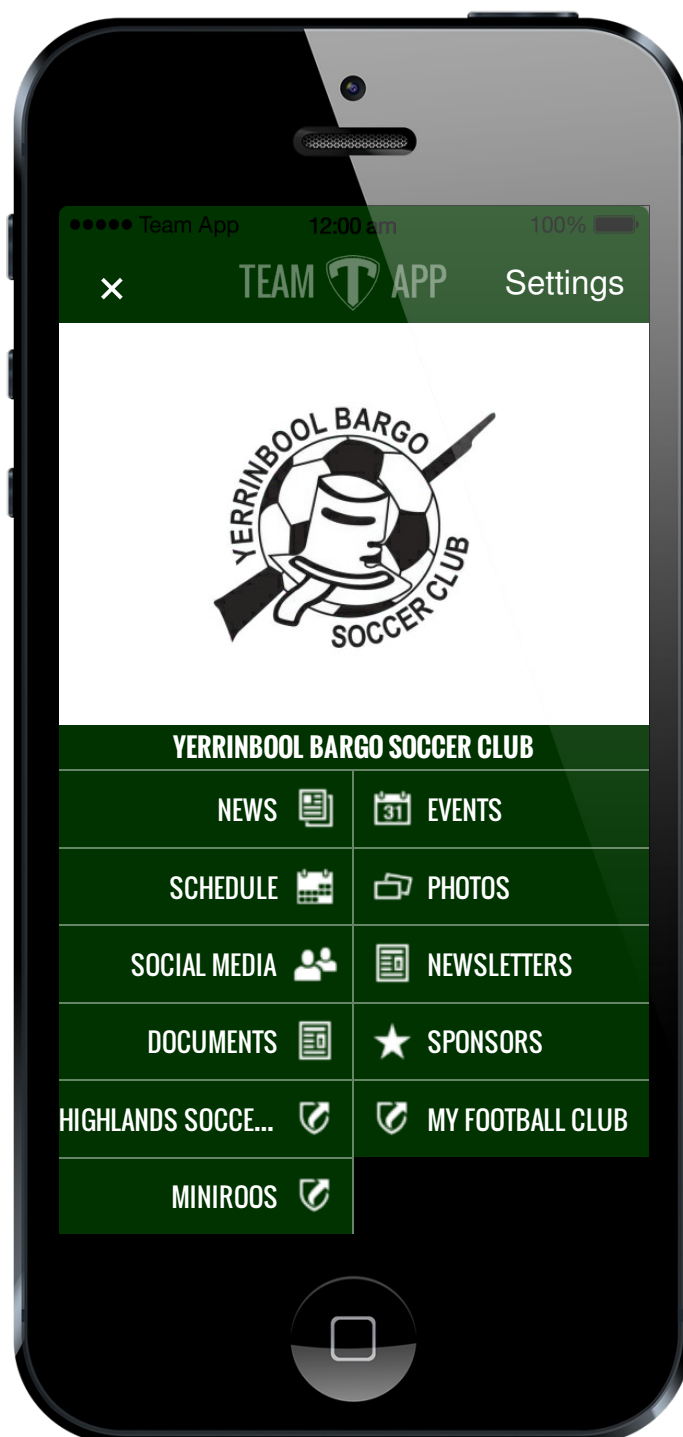 Team App 12:00 am 100%
× TEAM T APP Settings
YERRINBOOL BARGO
SOCCER CLUB
YERRINBOOL BARGO SOCCER CLUB
NEWS 31 EVENTS
SCHEDULE PHOTOS
SOCIAL MEDIA NEWSLETTERS
DOCUMENTS SPONSORS
HIGHLANDS SOCCE... MY FOOTBALL CLUB
MINIROOS